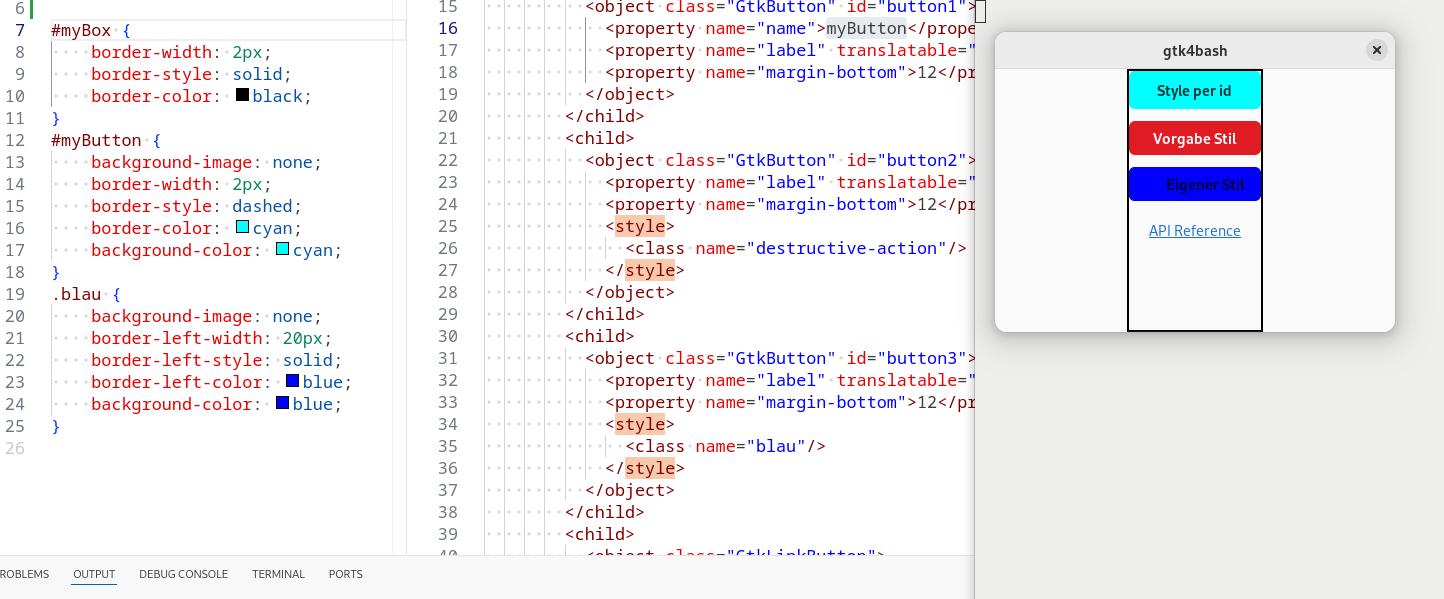 6
7 #myBox {
8 border-width: 2px;
9 border-style: solid;
10 border-color: black;
11 }
12 #myButton {
13 background-image: none;
14 border-width: 2px;
15 border-style: dashed;
16 border-color: cyan;
17 background-color: cyan;
18 }
19 .blau {
20 background-image: none;
21 border-left-width: 20px;
22 border-left-style: solid;
23 border-left-color: blue;
24 background-color: blue;
25 }
26
15 <object class="GtkButton" id="button1">
16 <property name="name">myButton</prope
17 <property name="label" translatable="
18 <property name="margin-bottom">12</pr
19 </object>
20 </child>
21 <child>
22 <object class="GtkButton" id="button2">
23 <property name="label" translatable="
24 <property name="margin-bottom">12</pr
25 <style>
26 <class name="destructive-action"/>
27 </style>
28 </object>
29 </child>
30 <child>
31 <object class="GtkButton" id="button3">
32 <property name="label" translatable="
33 <property name="margin-bottom">12</pr
34 <style>
35 <class name="blau"/>
36 </style>
37 </object>
38 </child>
39 <child>
40 <object class="GtkLinkButton">
gtk4bash
Style per id
Vorgabe Stil
Eigener Stil
API Reference
ROBLEMS OUTPUT DEBUG CONSOLE TERMINAL PORTS